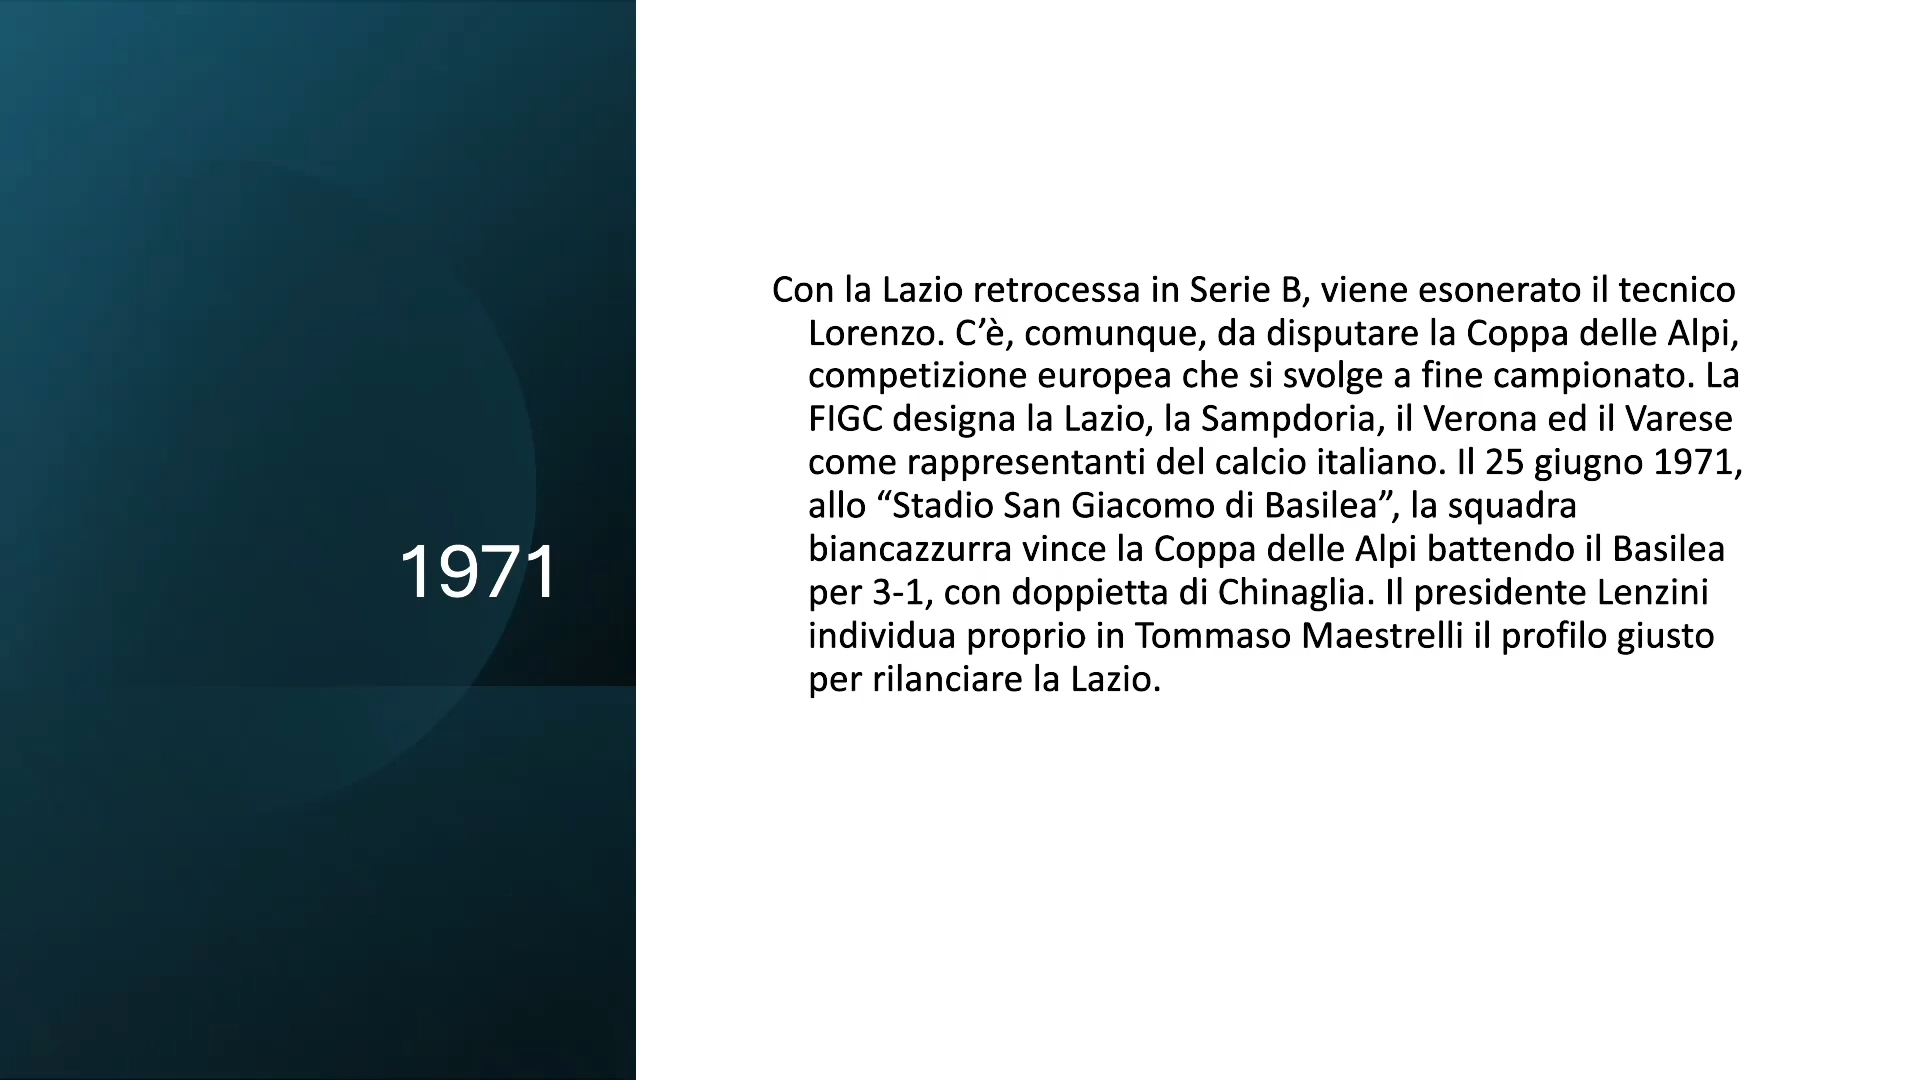 1971
Con la Lazio retrocessa in Serie B, viene esonerato il tecnico
Lorenzo. C’è, comunque, da disputare la Coppa delle Alpi,
competizione europea che si svolge a fine campionato. La
FIGC designa la Lazio, la Sampdoria, il Verona ed il Varese
come rappresentanti del calcio italiano. Il 25 giugno 1971,
allo “Stadio San Giacomo di Basilea”, la squadra
biancazzurra vince la Coppa delle Alpi battendo il Basilea
per 3-1, con doppietta di Chinaglia. Il presidente Lenzini
individua proprio in Tommaso Maestrelli il profilo giusto
per rilanciare la Lazio.